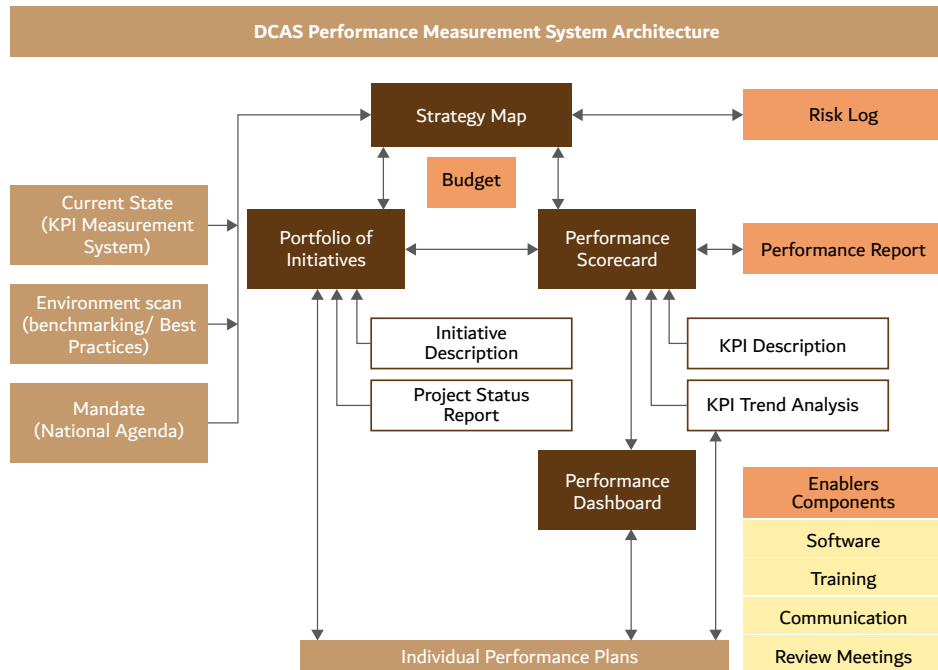 DCAS Performance Measurement System Architecture
Strategy Map
Risk Log
Budget
Current State
(KPI Measurement
System)
Portfolio of
Initiatives
Performance
Scorecard
Performance Report
Environment scan
(benchmarking/ Best
Practices)
Initiative
Description
KPI Description
Mandate
(National Agenda)
Project Status
Report
KPI Trend Analysis
Performance
Dashboard
Enablers
Components
Software
Training
Communication
Review Meetings
Individual Performance Plans